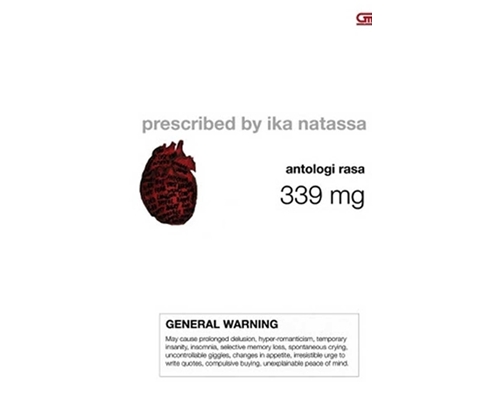 GM
prescribed by ika natassa
antologi rasa
339 mg
GENERAL WARNING
May cause prolonged delusion, hyper-romanticism, temporary
insanity, insomnia, selective memory loss, spontaneous crying,
uncontrollable giggles, changes in appetite, irresistible urge to
write quotes, compulsive buying, unexplainable peace of mind.